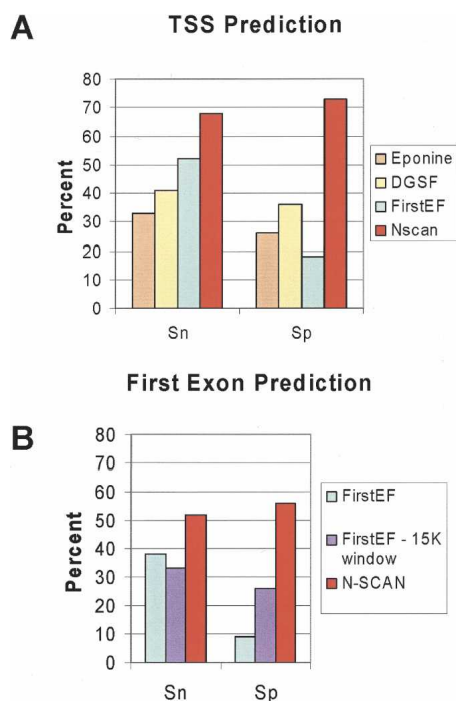 A
TSS Prediction
80
70
60
50
40
30
20
10
0
Percent
Sn
Sp
Eponine
DGSF
FirstEF
Nscan
First Exon Prediction
B
80
70
60
50
40
30
20
10
0
Percent
Sn
Sp
FirstEF
FirstEF - 15K
window
N-SCAN